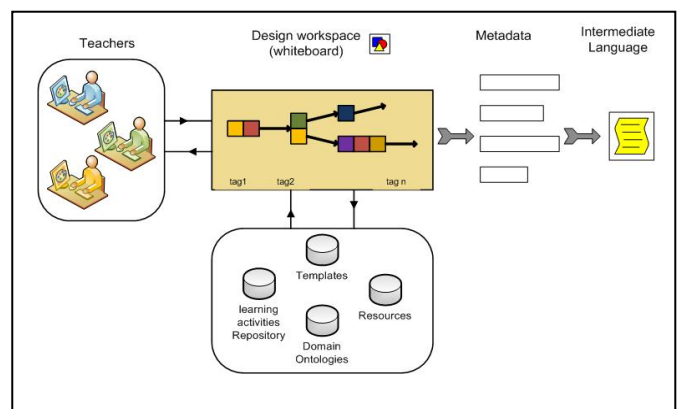 Teachers
Design workspace
(whiteboard)
Metadata
Intermediate
Language
tag1
tag2
tag n
Templates
learning
activities
Repository
Resources
Domain
Ontologies